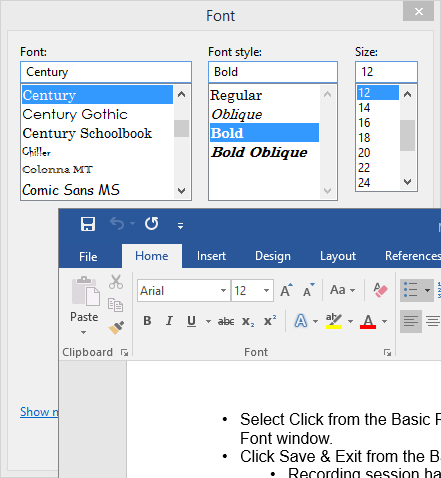 Font
Font: Font style: Size:
Century Bold 12
Century Regular 12
Century Gothic Oblique 14
Century Schoolbook Bold 16
Chiller Bold Oblique 18
Colonna MT 20
Comic Sans MS 22
24
File Home Insert Design Layout References
Paste Arial 12 Aa
B I U abc x2 x2 A ab A
Clipboard Font
• Select Click from the Basic
Font window.
Show
• Click Save & Exit from the
• Recording session